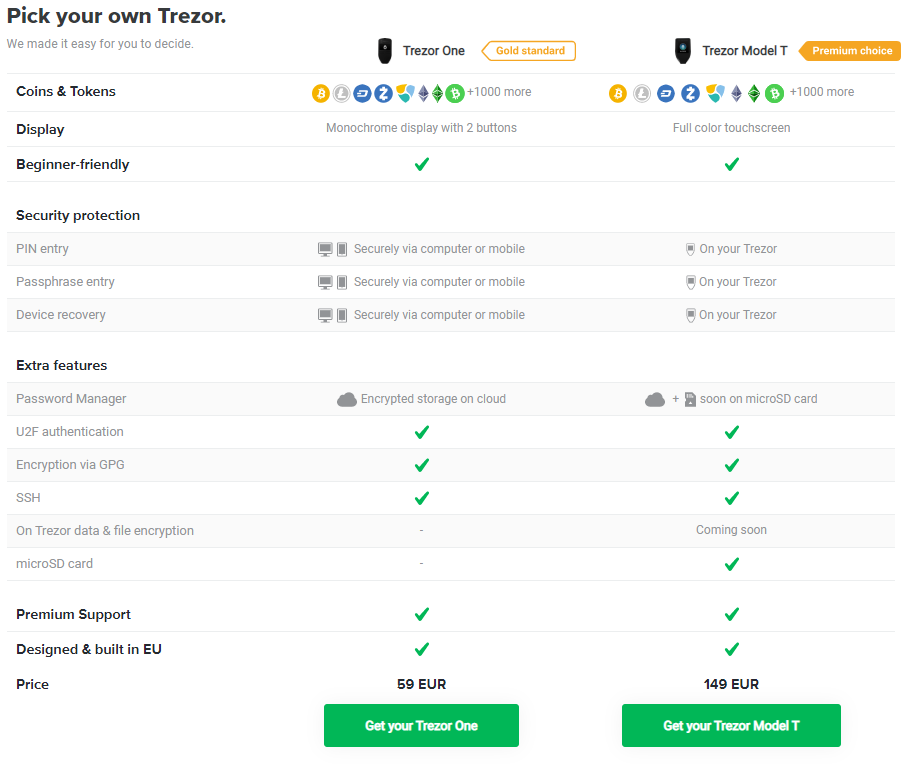 Pick your own Trezor.
We made it easy for you to decide.
Trezor One Gold standard Trezor Model T Premium choice
Coins & Tokens +1000 more +1000 more
Display Monochrome display with 2 buttons Full color touchscreen
Beginner-friendly
Security protection
PIN entry Securely via computer or mobile On your Trezor
Passphrase entry Securely via computer or mobile On your Trezor
Device recovery Securely via computer or mobile On your Trezor
Extra features
Password Manager Encrypted storage on cloud + soon on microSD card
U2F authentication
Encryption via GPG
SSH
On Trezor data & file encryption - Coming soon
microSD card -
Premium Support
Designed & built in EU
Price 59 EUR 149 EUR
Get your Trezor One Get your Trezor Model T